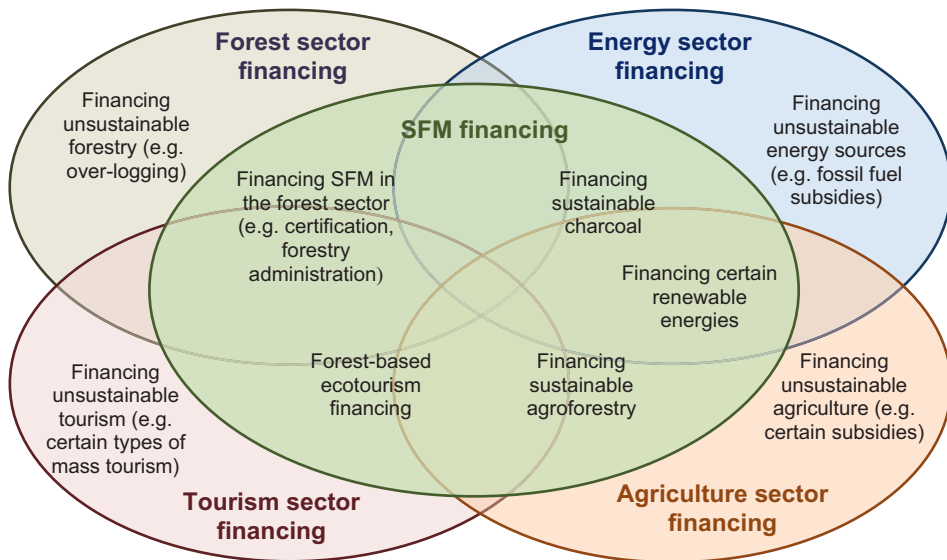 Forest sector
financing
Energy sector
financing
Financing
unsustainable
forestry (e.g.
over-logging)
SFM financing
Financing
unsustainable
energy sources
(e.g. fossil fuel
subsidies)
Financing SFM in
the forest sector
(e.g. certification,
forestry
administration)
Financing
sustainable
charcoal
Financing certain
renewable
energies
Financing
unsustainable
tourism (e.g.
certain types of
mass tourism)
Forest-based
ecotourism
financing
Financing
sustainable
agroforestry
Financing
unsustainable
agriculture (e.g.
certain subsidies)
Tourism sector
financing
Agriculture sector
financing